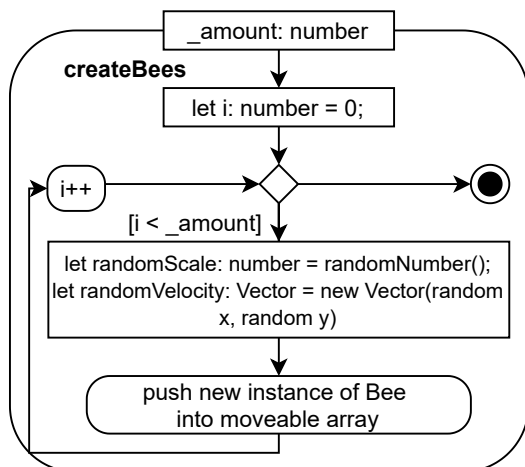 _amount: number
createBees
let i: number = 0;
i++
[i < _amount]
let randomScale: number = randomNumber();
let randomVelocity: Vector = new Vector(random
x, random y)
push new instance of Bee
into moveable array